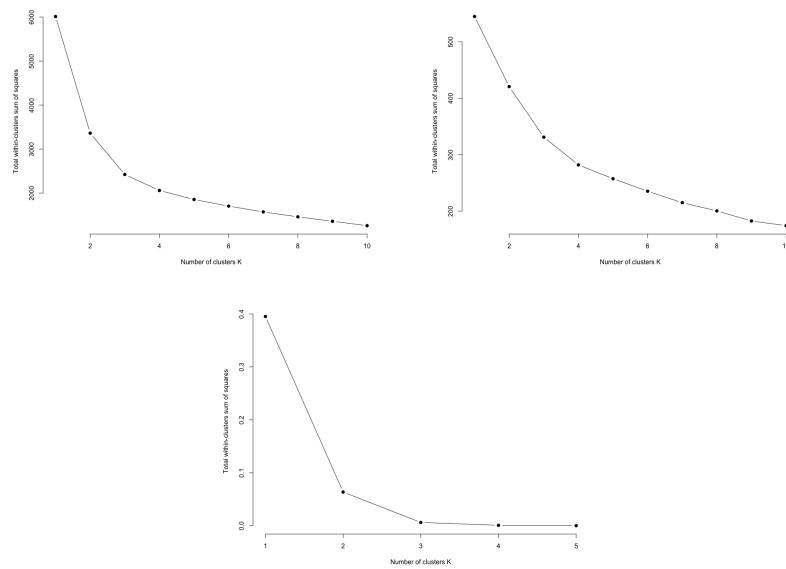 6000
5000
4000
3000
2000
Total within-clusters sum of squares
2 4 6 8 10
Number of clusters K
500
400
300
200
Total within-clusters sum of squares
2 4 6 8 1
Number of clusters K
0.4
0.3
0.2
0.1
0.0
Total within-clusters sum of squares
1 2 3 4 5
Number of clusters K